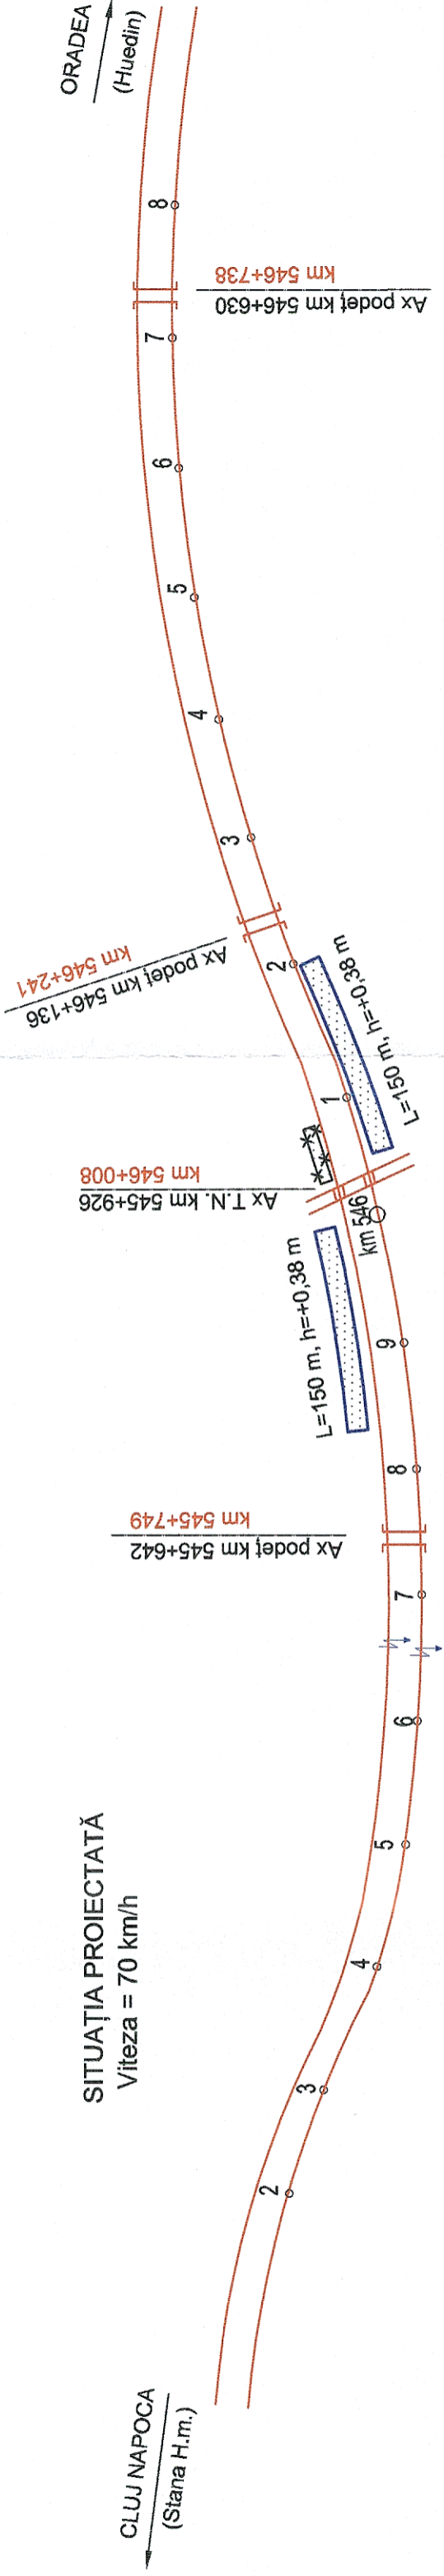 SITUAȚIA PROIECTATĂ
Viteza = 70 km/h
CLUJ NAPOCA
(Stana H.m.)
2
3
4
5
6
7
km 545+749
Ax podeț km 545+642
8
9
L=150 m, h=+0,38 m
km 546
km 546+008
Ax T.N. km 545+926
1
L=150 m, h=+0,38 m
2
km 546+241
Ax podeț km 546+136
3
4
5
6
7
km 546+738
Ax podeț km 546+630
8
ORADEA
(Huedin)